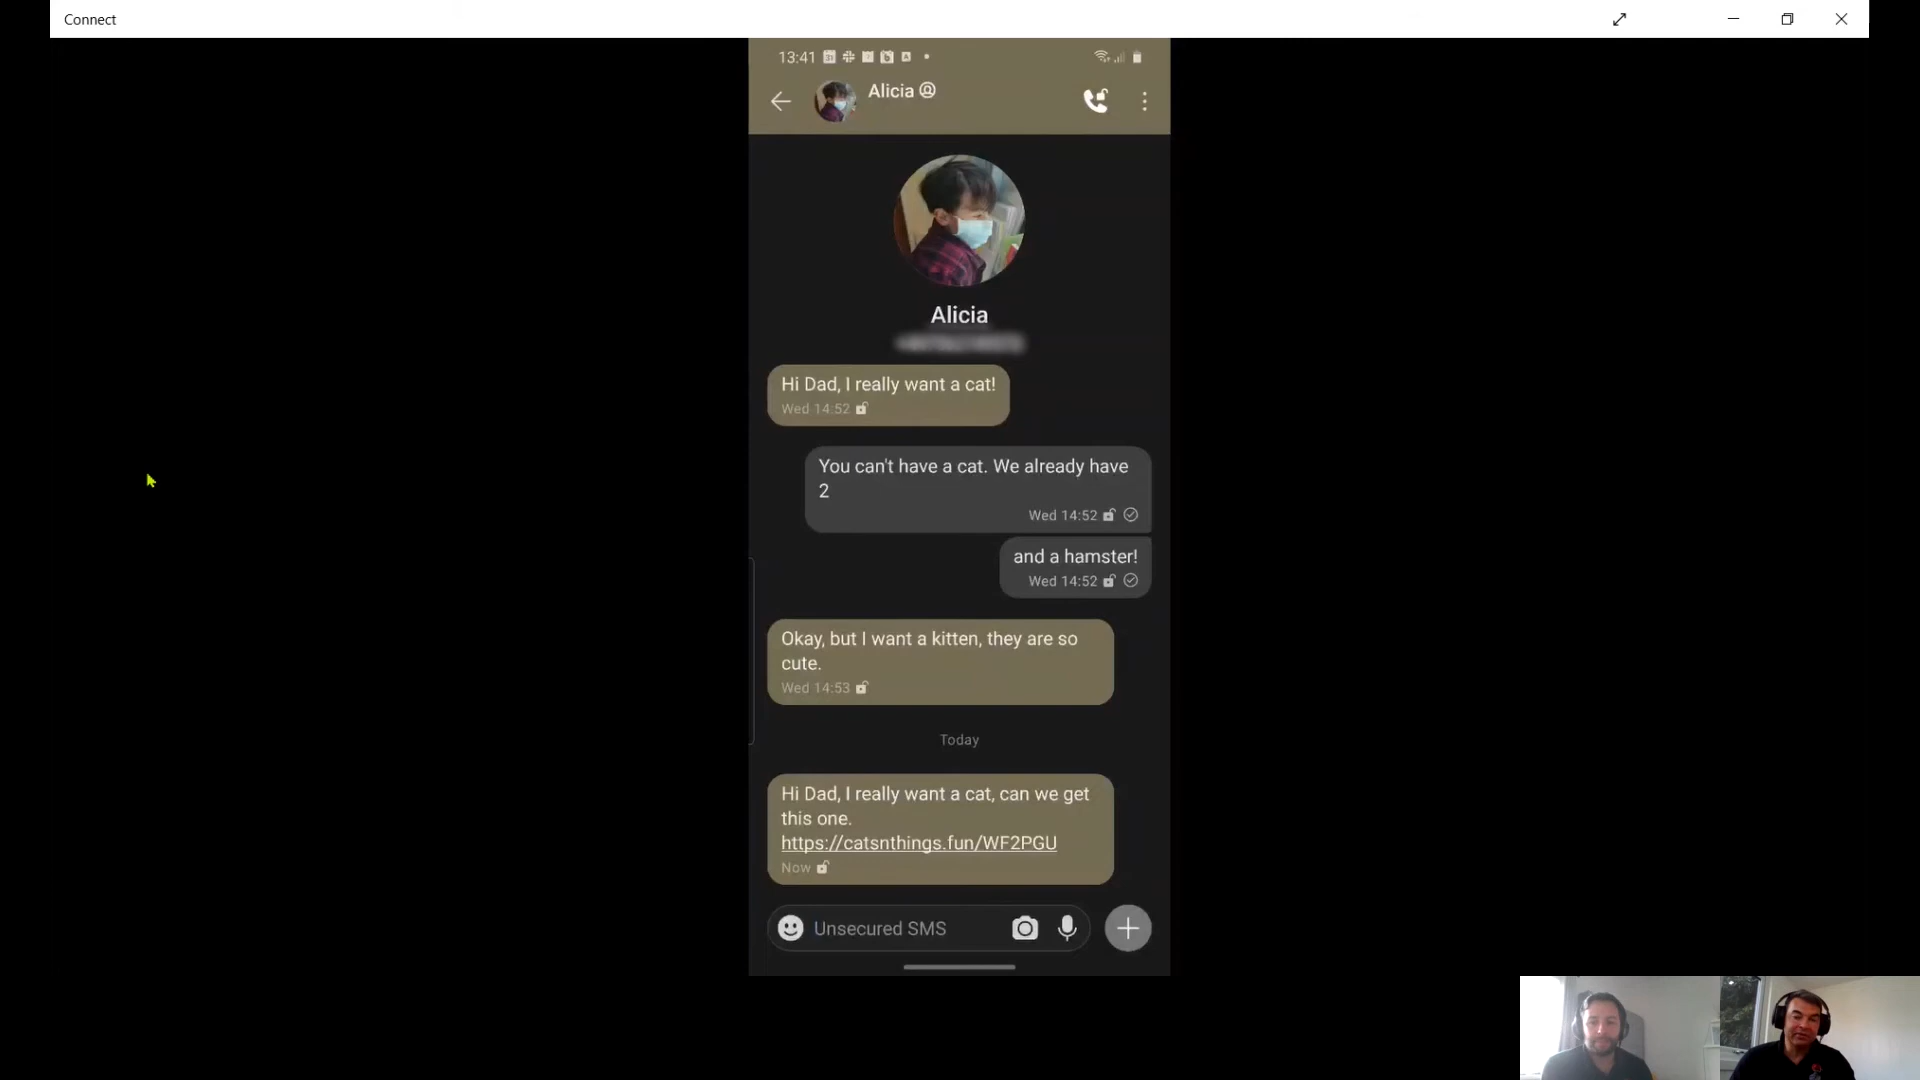 Connect
13:41
Alicia
Alicia
Hi Dad, I really want a cat!
Wed 14:52
You can't have a cat. We already have
2
Wed 14:52
and a hamster!
Wed 14:52
Okay, but I want a kitten, they are so
cute.
Wed 14:53
Today
Hi Dad, I really want a cat, can we get
this one.
https://catsnthings.fun/WF2PGU
Now
Unsecured SMS